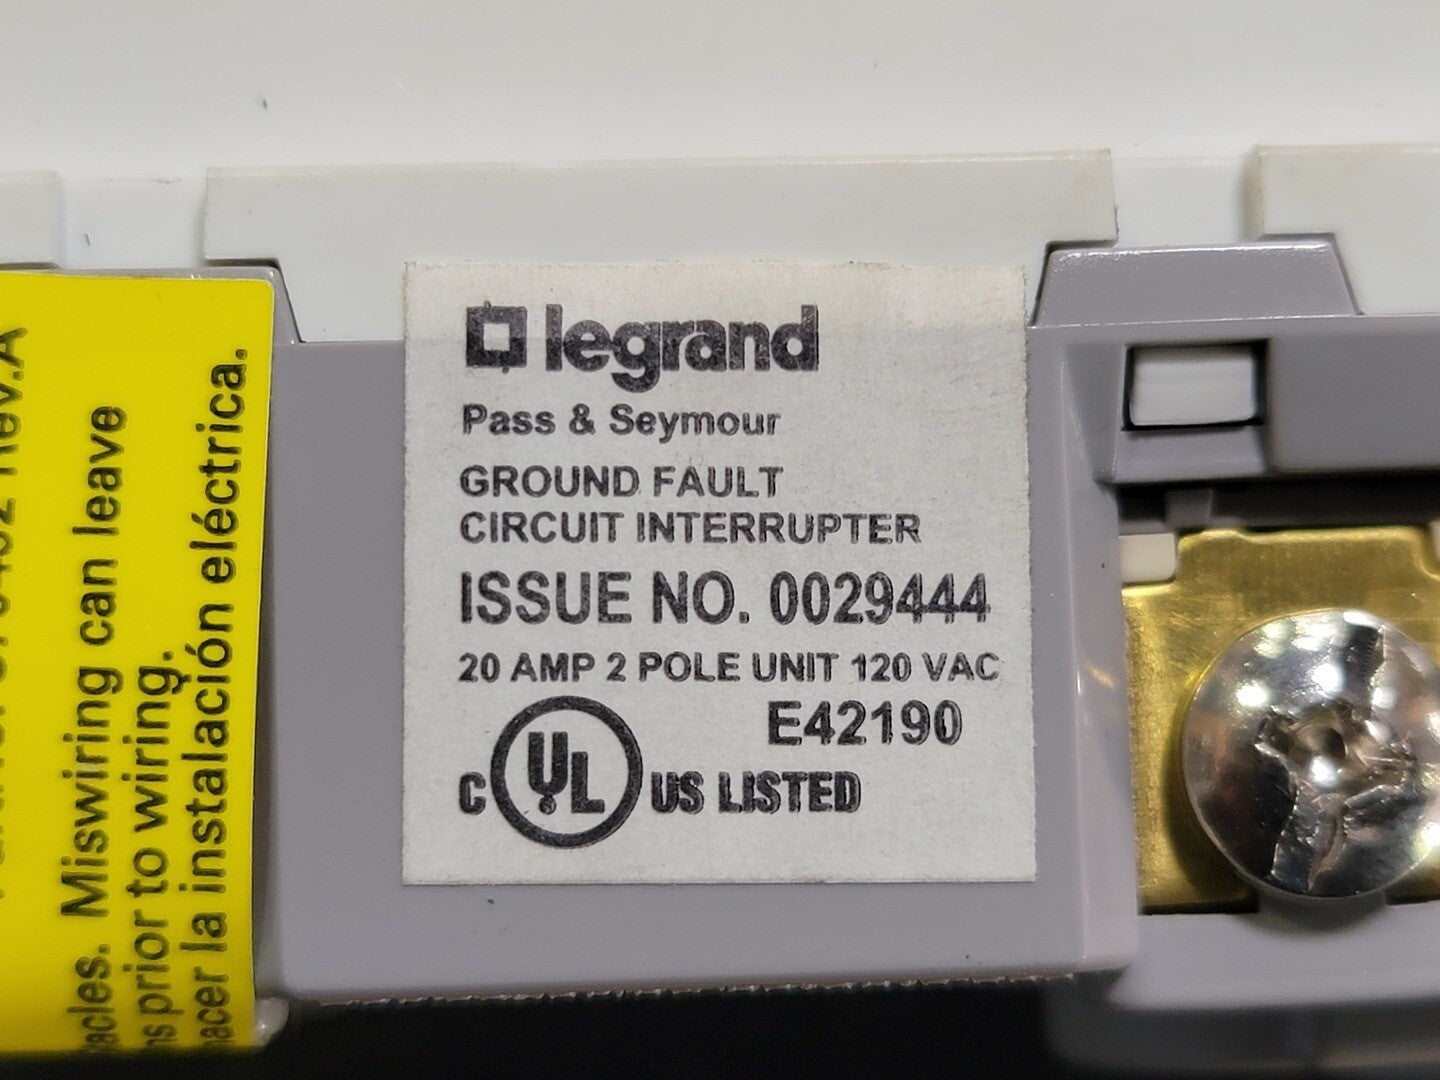 legrand
Pass & Seymour
GROUND FAULT
CIRCUIT INTERRUPTER
ISSUE NO. 0029444
20 AMP 2 POLE UNIT 120 VAC
E42190
C UL US LISTED
Rev.A
Miswiring can leave
prior to wiring.
la instalación eléctrica.